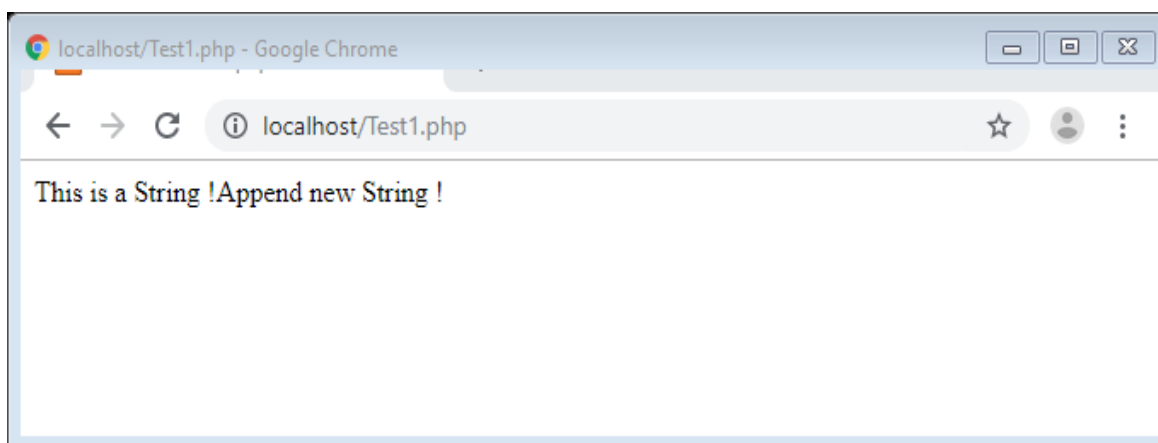 localhost/Test1.php - Google Chrome
localhost/Test1.php
This is a String !Append new String !